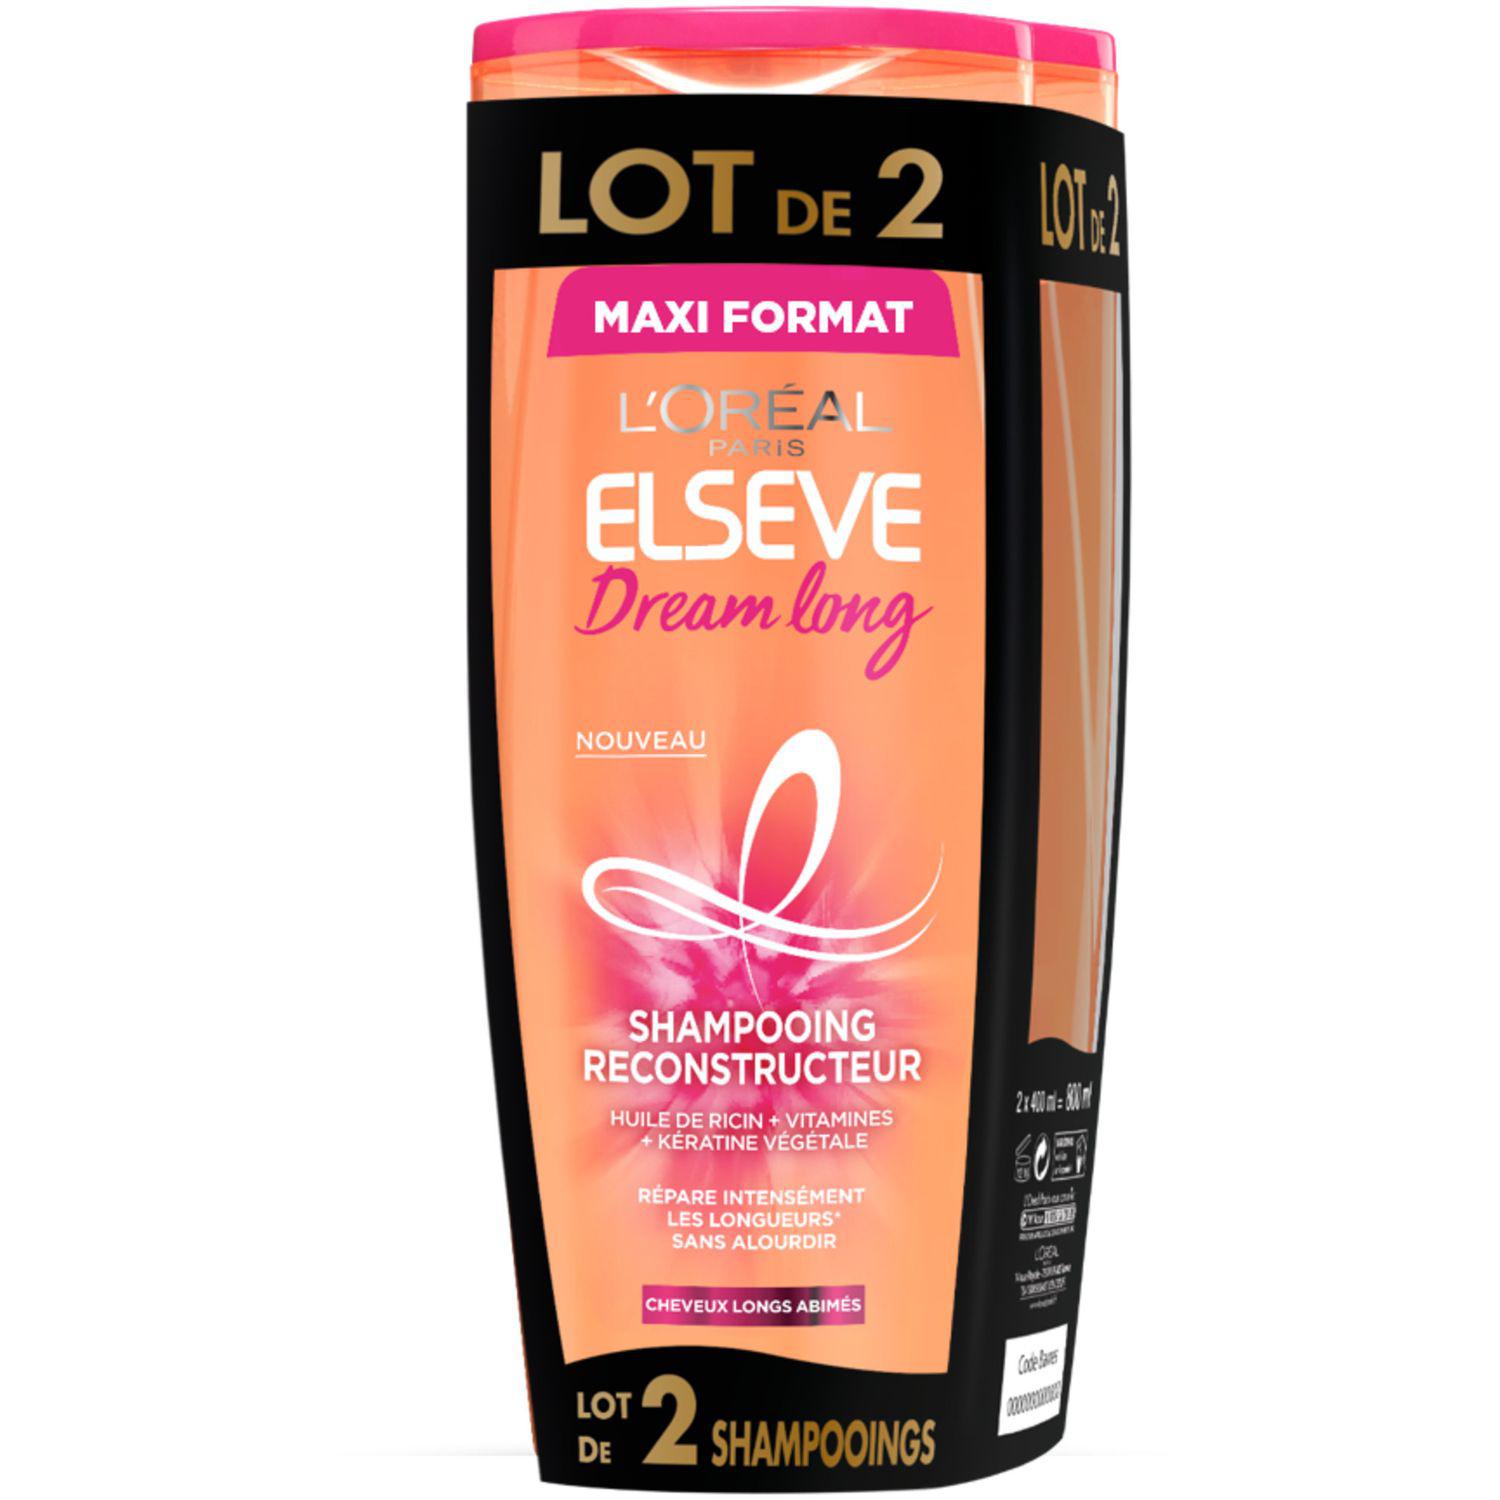 LOT DE 2
MAXI FORMAT
L'ORÉAL
PARIS
ELSEVE
Dream long
NOUVEAU
SHAMPOOING
RECONSTRUCTEUR
HUILE DE RICIN + VITAMINES
+ KÉRATINE VÉGÉTALE
RÉPARE INTENSÉMENT
LES LONGUEURS*
SANS ALOURDIR
CHEVEUX LONGS ABIMÉS
LOT
DE 2 SHAMPOOINGS
LOT DE 2
2 x 400 ml = 800 ml
L'ORÉAL
Code Barres